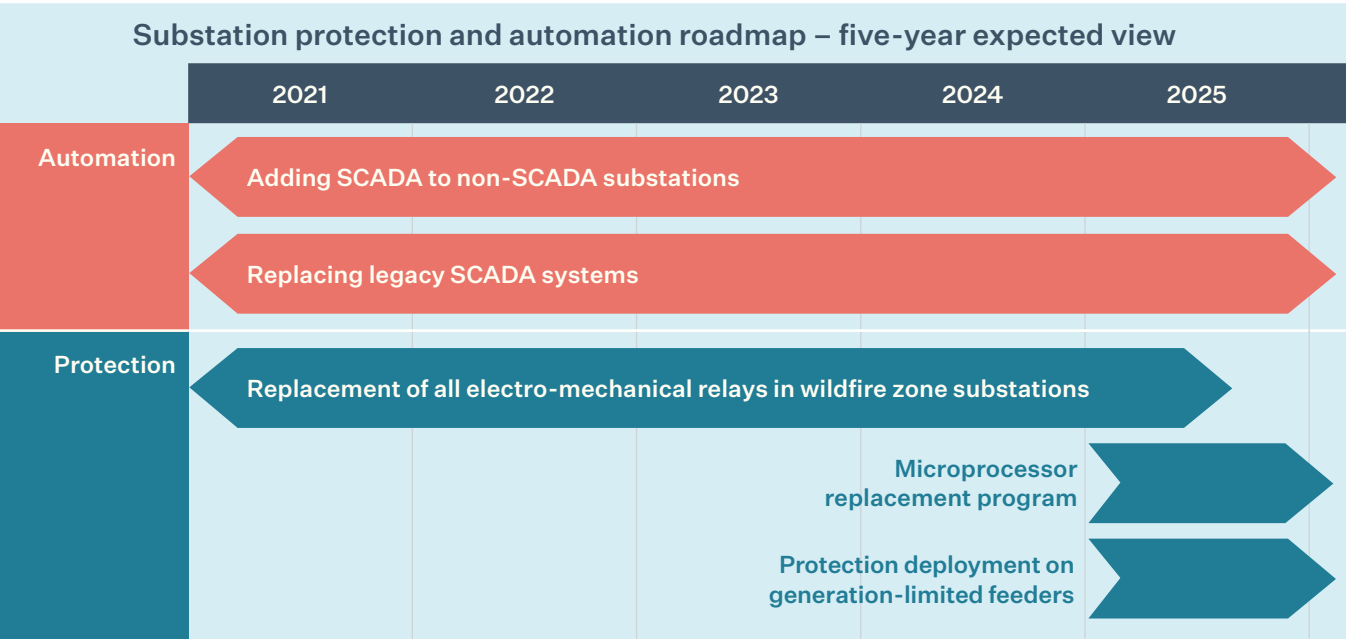 Substation protection and automation roadmap – five-year expected view
2021 2022 2023 2024 2025
Automation
Adding SCADA to non-SCADA substations
Replacing legacy SCADA systems
Protection
Replacement of all electro-mechanical relays in wildfire zone substations
Microprocessor
replacement program
Protection deployment on
generation-limited feeders